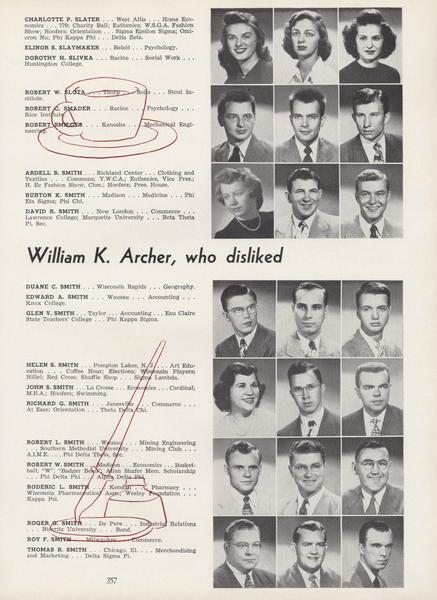 CHARLOTTE P. SLATER . . . West Allis . . . Home Eco-
nomics . . . 770; Charity Ball; Euthenics; W.S.G.A. Fashion
Show; Hoofers; Orientation . . . Sigma Epsilon Sigma; Omi-
cron Nu; Phi Kappa Phi . . . Delta Zeta.
ELINOR S. SLAYMAKER . . . Beloit . . . Psychology.
DOROTHY H. SLIVKA . . . Racine . . . Social Work . . .
Huntingdon College.
ROBERT W. SLOTA . . . Thorp . . . Soils . . . Stout In-
stitute.
ROBERT C. SMADER . . . Racine . . . Psychology . . .
Rice Institute.
ROBERT . . . Kenosha . . . Mechanical Engi-
neering.
ARDELL B. SMITH . . . Richland Center . . . Clothing and
Textiles . . . Commons; Y.W.C.A.; Euthenics, Vice Pres.;
H. Ec Fashion Show, Chm.; Hoofers; Pres. House.
BURTON K. SMITH . . . Madison . . . Medicine . . . Phi
Eta Sigma; Phi Chi.
DAVID R. SMITH . . . New London . . . Commerce . . .
Lawrence College; Marquette University . . . Beta Theta
Pi, Sec.
William K. Archer, who disliked
DUANE C. SMITH . . . Wisconsin Rapids . . . Geography.
EDWARD A. SMITH . . . Wausau . . . Accounting . . .
Knox College.
GLEN V. SMITH . . . Taylor . . . Accounting . . . Eau Claire
State Teachers' College . . . Phi Kappa Sigma.
HELEN S. SMITH . . . Pompton Lakes, N. J. . . . Art Edu-
cation . . . Coffee Hour; Elections; Wisconsin Players;
Hillel; Red Cross; Shuffle Shop . . . Sigma Lambda.
JOHN S. SMITH . . . La Crosse . . . Economics . . . Cardinal;
M.H.A.; Hoofers; Swimming.
RICHARD G. SMITH . . . Janesville . . . Commerce . . .
At Ease; Orientation . . . Theta Delta Chi.
ROBERT L. SMITH . . . Wausau . . . Mining Engineering
. . . Southern Methodist University . . . Mining Club . . .
A.I.M.E. . . . Phi Delta Theta, Sec.
ROBERT W. SMITH . . . Madison . . . Economics . . . Basket-
ball; "W"; "Badger Beau"; Allen Shafer Mem. Scholarship
. . . Phi Delta Phi . . . Alpha Delta Phi.
RODERIC L. SMITH . . . Kendall . . . Pharmacy . . .
Wisconsin Pharmaceutical Assn.; Wesley Foundation . . .
Kappa Psi.
ROGER G. SMITH . . . De Pere . . . Industrial Relations
. . . Biarritz University . . . Band.
ROY F. SMITH . . . Milwaukee . . . Commerce.
THOMAS R. SMITH . . . Chicago, Ill. . . . Merchandising
and Marketing . . . Delta Sigma Pi.
357